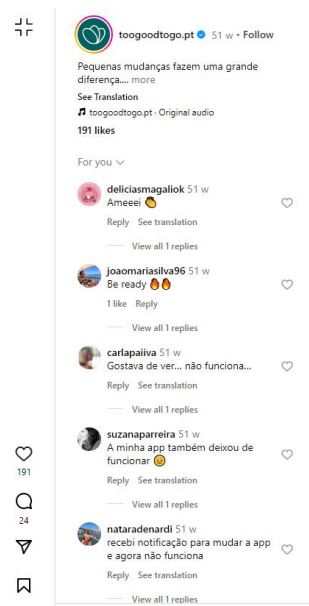 toogoodtogo.pt 51 w • Follow
Pequenas mudanças fazem uma grande
diferença.... more
See Translation
toogoodtogo.pt · Original audio
191 likes
For you
deliciasmagaliok 51 w
Ameeei 👏
Reply See translation
View all 1 replies
joaomariasilva96 51 w
Be ready 🔥🔥
1 like Reply
View all 1 replies
carlapaiiva 51 w
Gostava de ver... não funciona...
Reply See translation
View all 1 replies
suzanaparreira 51 w
A minha app também deixou de
funcionar 😑
Reply See translation
View all 1 replies
nataradenardi 51 w
recebi notificação para mudar a app
e agora não funciona
Reply See translation
View all 1 replies
191
24